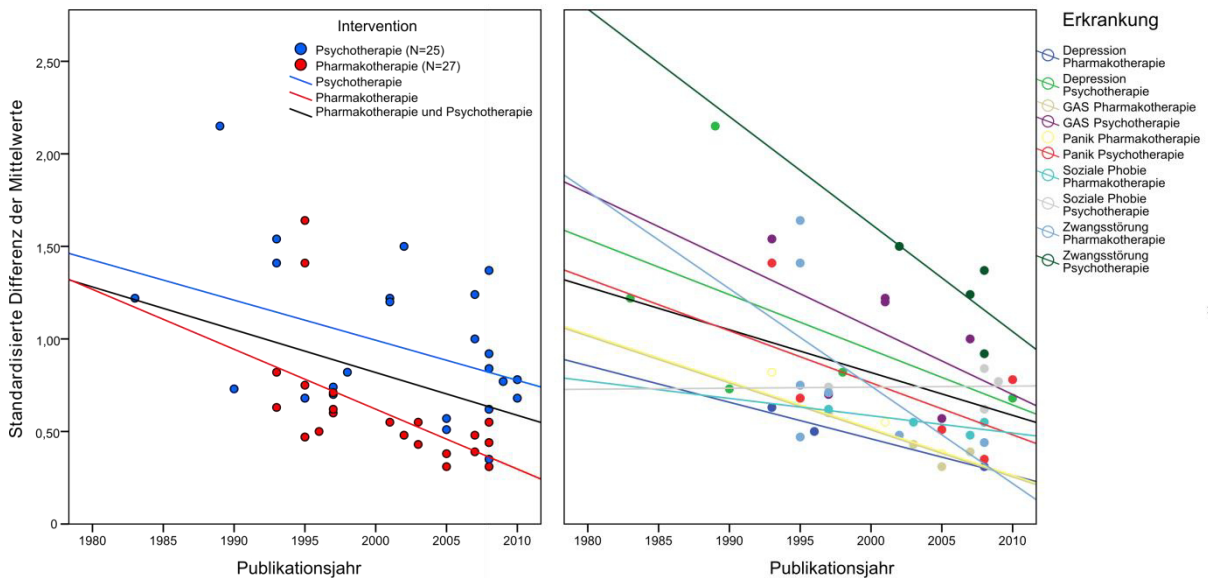 Standardisierte Differenz der Mittelwerte
2,50
2,00
1,50
1,00
0,50
0
Intervention
Psychotherapie (N=25)
Pharmakotherapie (N=27)
Psychotherapie
Pharmakotherapie
Pharmakotherapie und Psychotherapie
1980 1985 1990 1995 2000 2005 2010
Publikationsjahr
1980 1985 1990 1995 2000 2005 2010
Publikationsjahr
Erkrankung
Depression
Pharmakotherapie
Depression
Psychotherapie
GAS Pharmakotherapie
GAS Psychotherapie
Panik Pharmakotherapie
Panik Psychotherapie
Soziale Phobie
Pharmakotherapie
Soziale Phobie
Psychotherapie
Zwangsstörung
Pharmakotherapie
Zwangsstörung
Psychotherapie